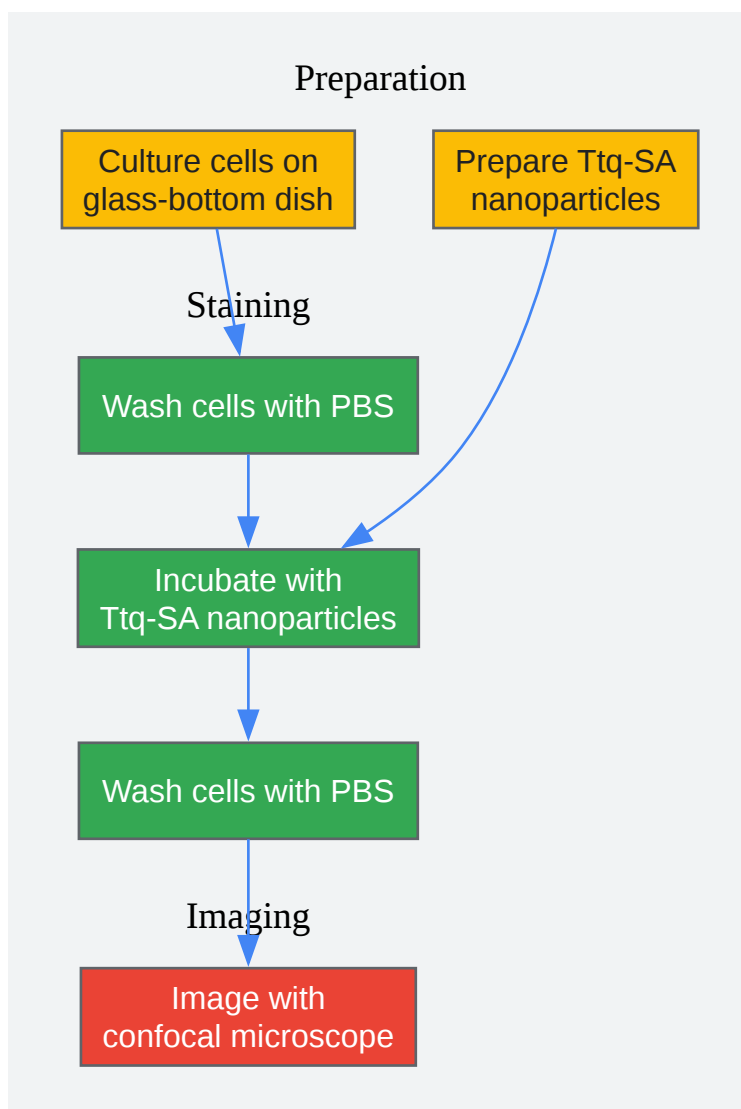 Preparation
Culture cells on
glass-bottom dish
Prepare Ttq-SA
nanoparticles
Staining
Wash cells with PBS
Incubate with
Ttq-SA nanoparticles
Wash cells with PBS
Imaging
Image with
confocal microscope